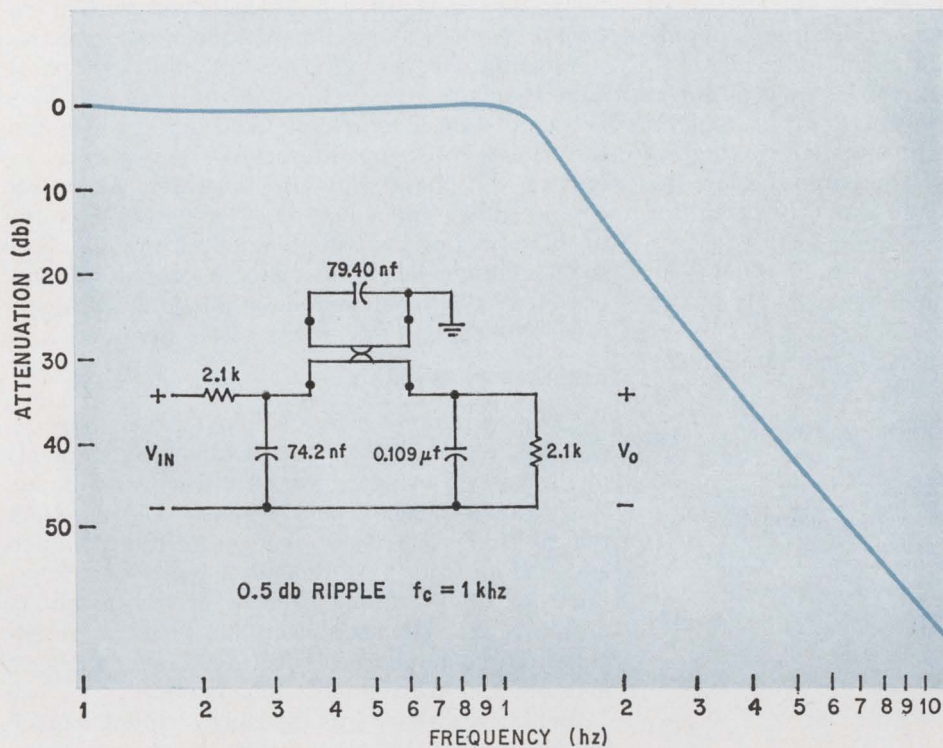 ATTENUATION (db)
0
10
20
30
40
50
79.40 nf
2.1 k
+
+
V_IN
74.2 nf
0.109 μf
2.1 k
V_O
−
−
0.5 db RIPPLE f_c = 1 khz
1 2 3 4 5 6 7 8 9 1 2 3 4 5 6 7 8 9 10
FREQUENCY (hz)